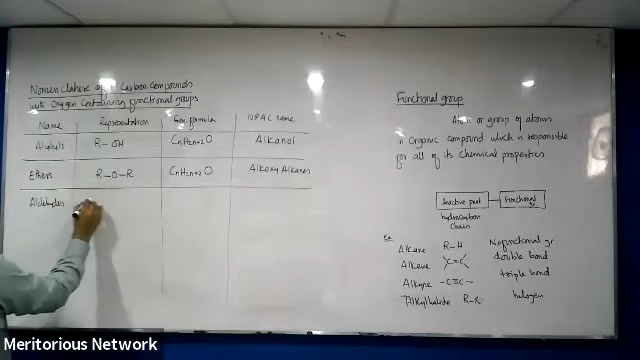 Nomenclature of Carbon Compounds
with Oxygen Containing functional groups
Name Representation Gen formula IUPAC name
Alcohols R-OH CnH2n+2O Alkanol
Ethers R-O-R CnH2n+2O Alkoxy Alkanes
Aldehydes
Functional group
Atom or group of atoms
in Organic compound which is responsible
for all of its Chemical properties.
Inactive part Functional gr.
hydrocarbon
Chain
Ex
Alkane R-H No functional gr.
Alkene >C=C< double bond
Alkyne -C≡C- triple bond
Alkyl halide R-X halogen
Meritorious Network